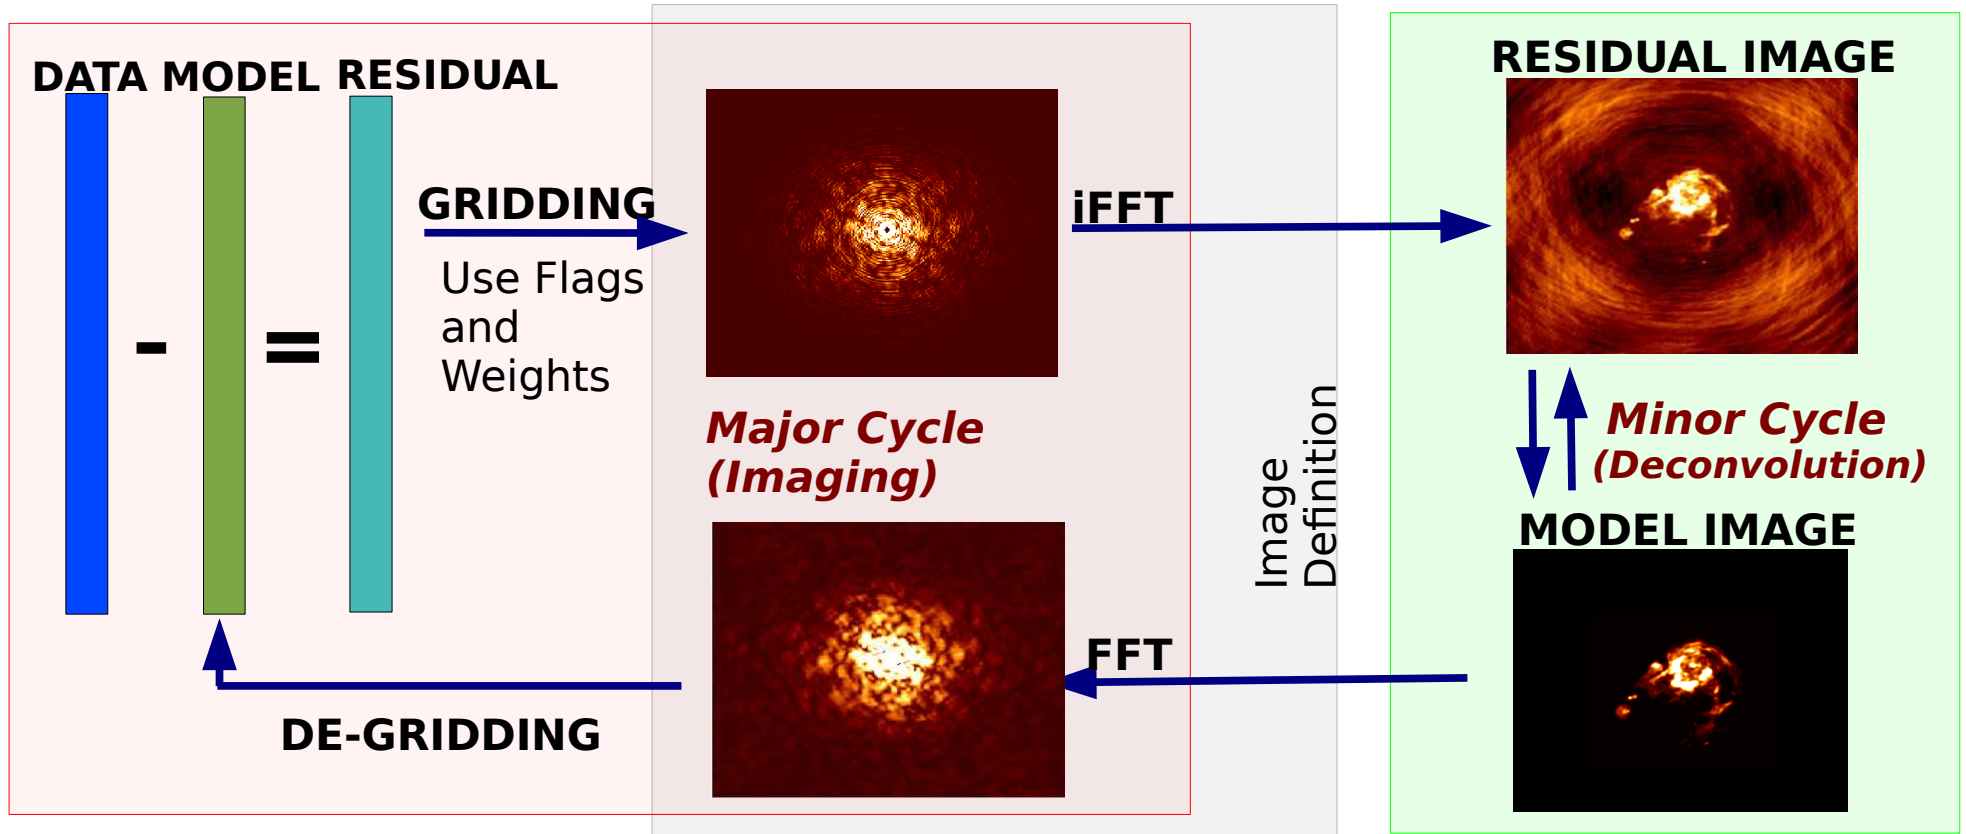 DATA MODEL RESIDUAL
-
=
GRIDDING
Use Flags
and
Weights
iFFT
RESIDUAL IMAGE
Major Cycle
(Imaging)
Image
Definition
Minor Cycle
(Deconvolution)
MODEL IMAGE
FFT
DE-GRIDDING